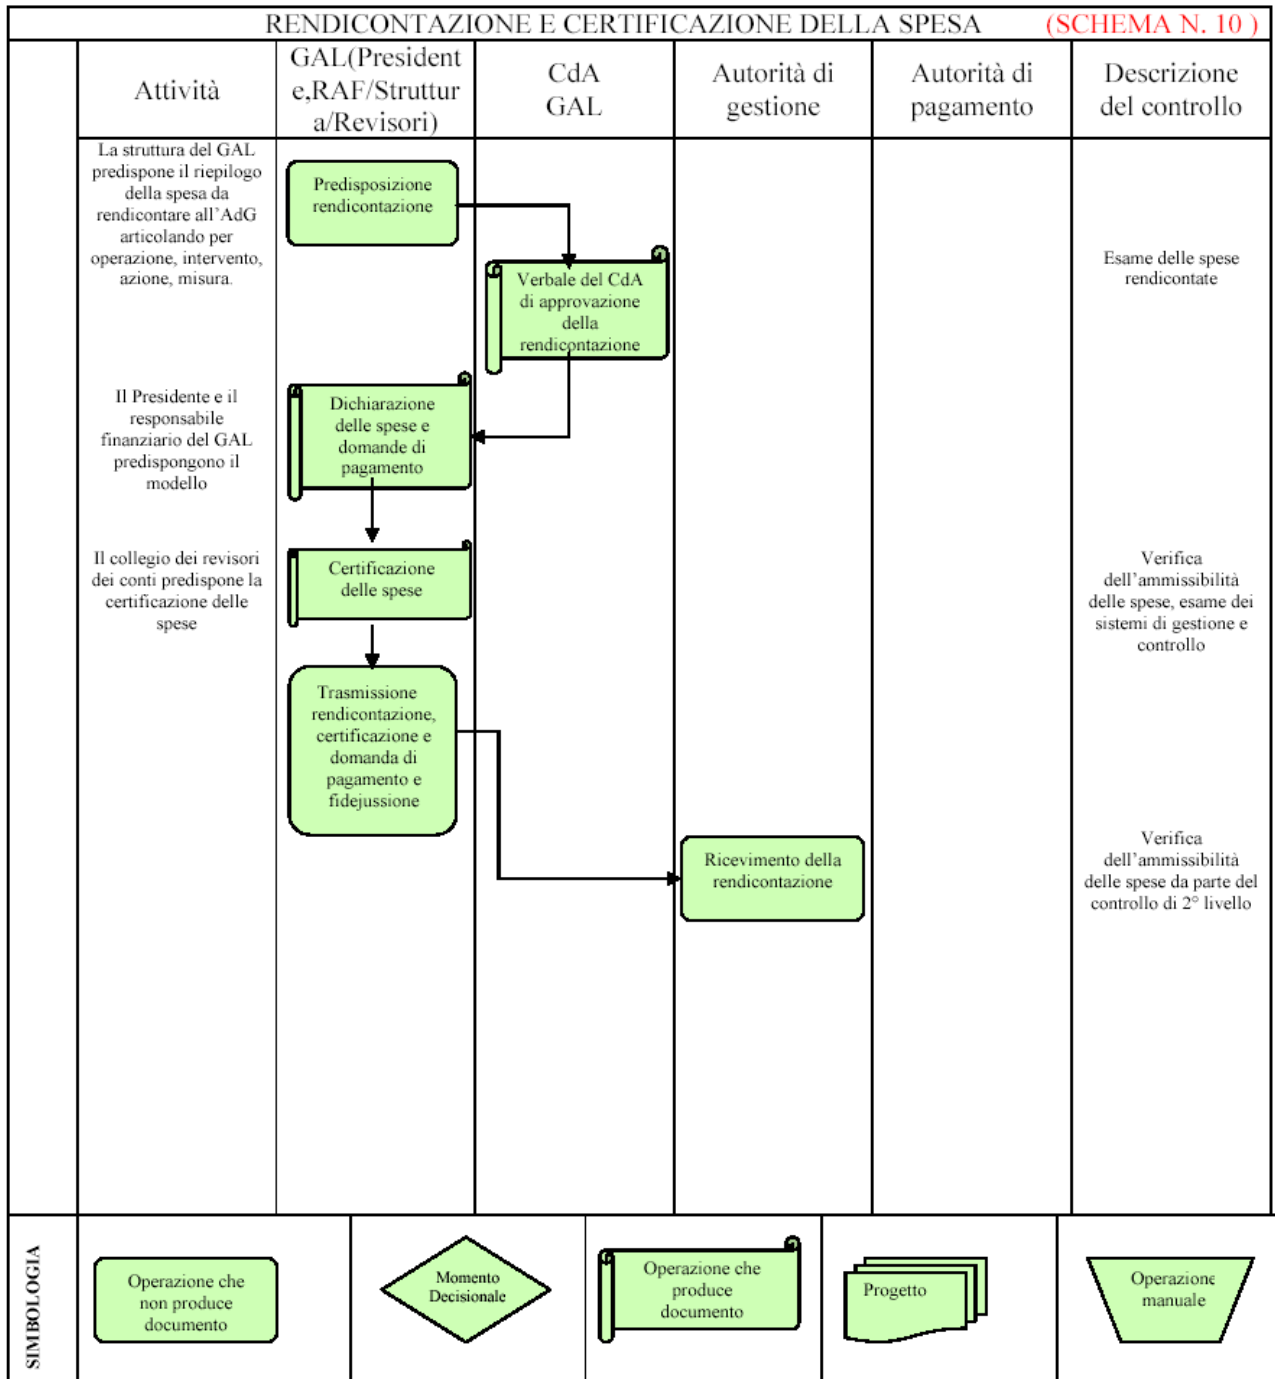 RENDICONTAZIONE E CERTIFICAZIONE DELLA SPESA (SCHEMA N. 10 )
Attività
GAL(President
e,RAF/Struttur
a/Revisori)
CdA
GAL
Autorità di
gestione
Autorità di
pagamento
Descrizione
del controllo
La struttura del GAL
predispone il riepilogo
della spesa da
rendicontare all'AdG
articolando per
operazione, intervento,
azione, misura.
Predisposizione
rendicontazione
Verbale del CdA
di approvazione
della
rendicontazione
Esame delle spese
rendicontate
Il Presidente e il
responsabile
finanziario del GAL
predispongono il
modello
Dichiarazione
delle spese e
domande di
pagamento
Il collegio dei revisori
dei conti predispone la
certificazione delle
spese
Certificazione
delle spese
Verifica
dell'ammissibilità
delle spese, esame dei
sistemi di gestione e
controllo
Trasmissione
rendicontazione,
certificazione e
domanda di
pagamento e
fidejussione
Ricevimento della
rendicontazione
Verifica
dell'ammissibilità
delle spese da parte del
controllo di 2° livello
SIMBOLOGIA
Operazione che
non produce
documento
Momento
Decisionale
Operazione che
produce
documento
Progetto
Operazione
manuale